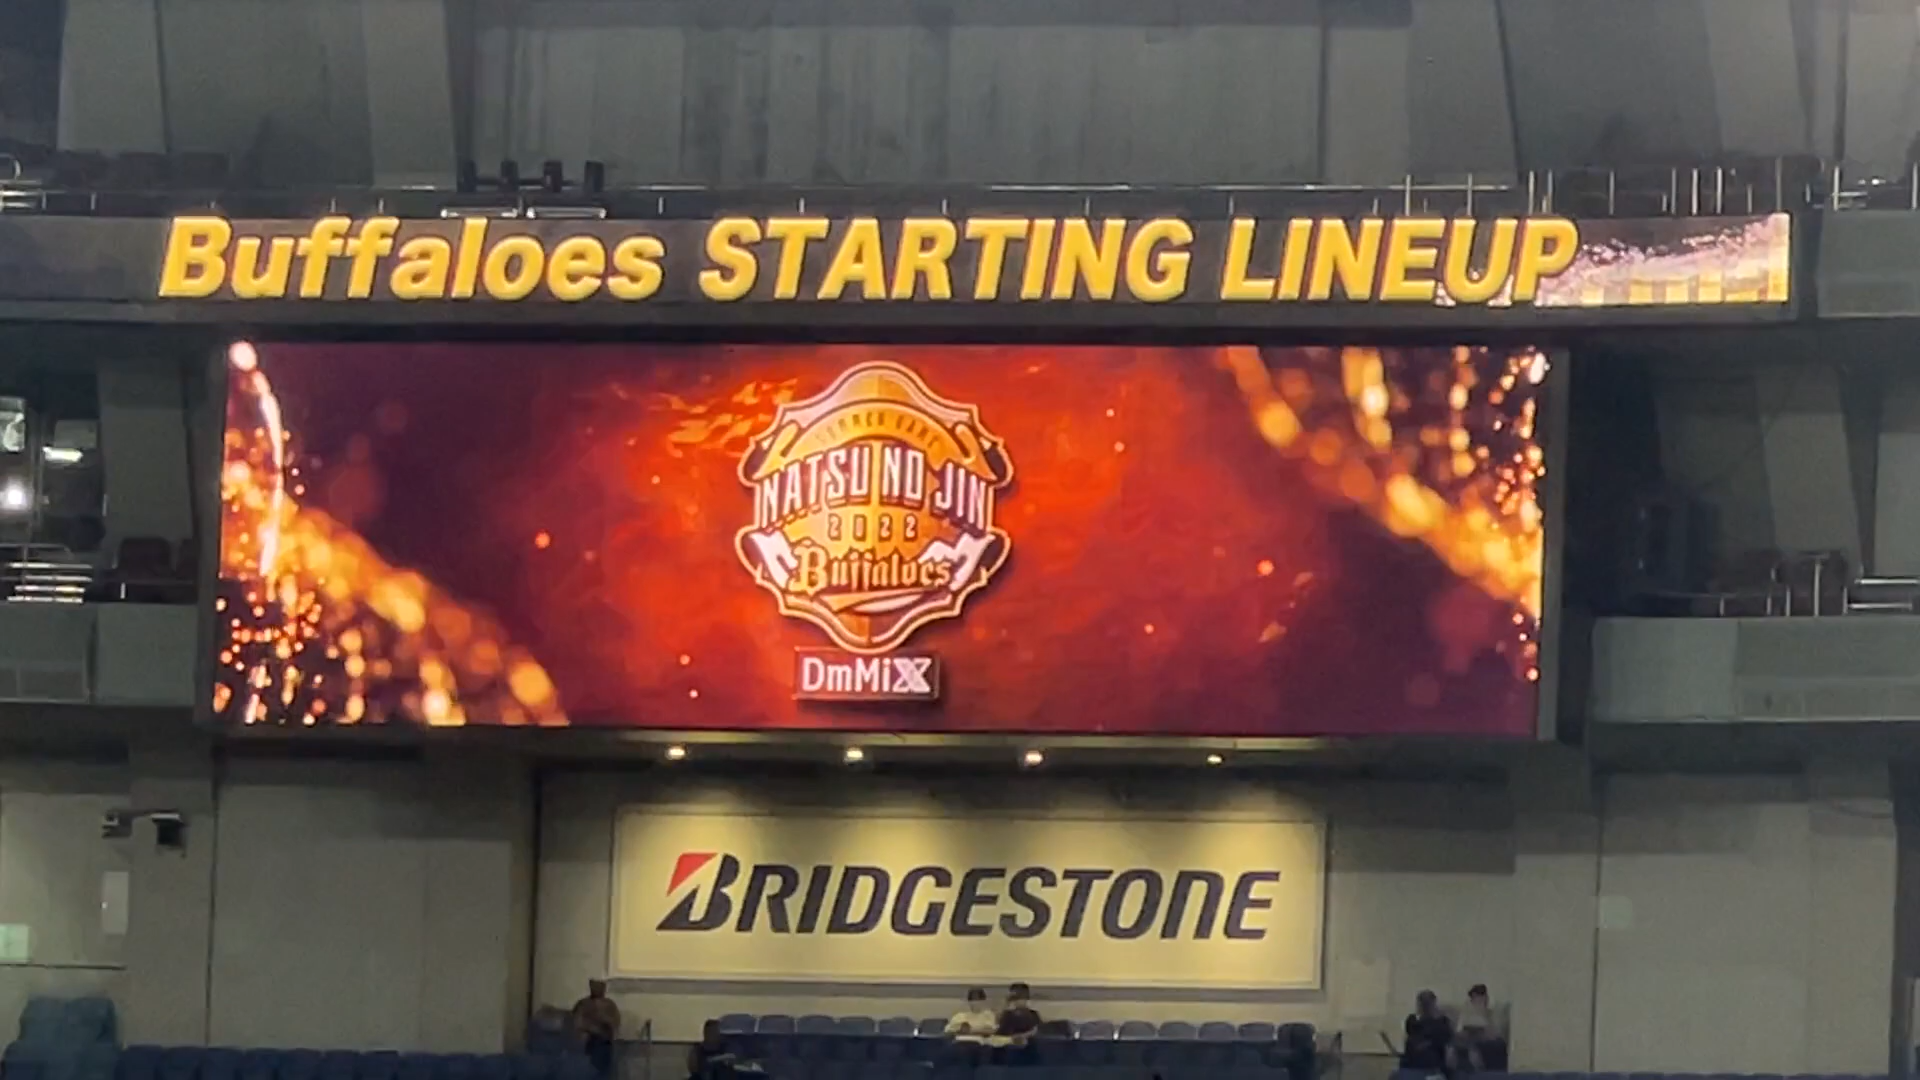 Buffaloes STARTING LINEUP
SUMMER GAME
NATSU NO JIN
2022
Buffaloes
DmMiX
BRIDGESTONE